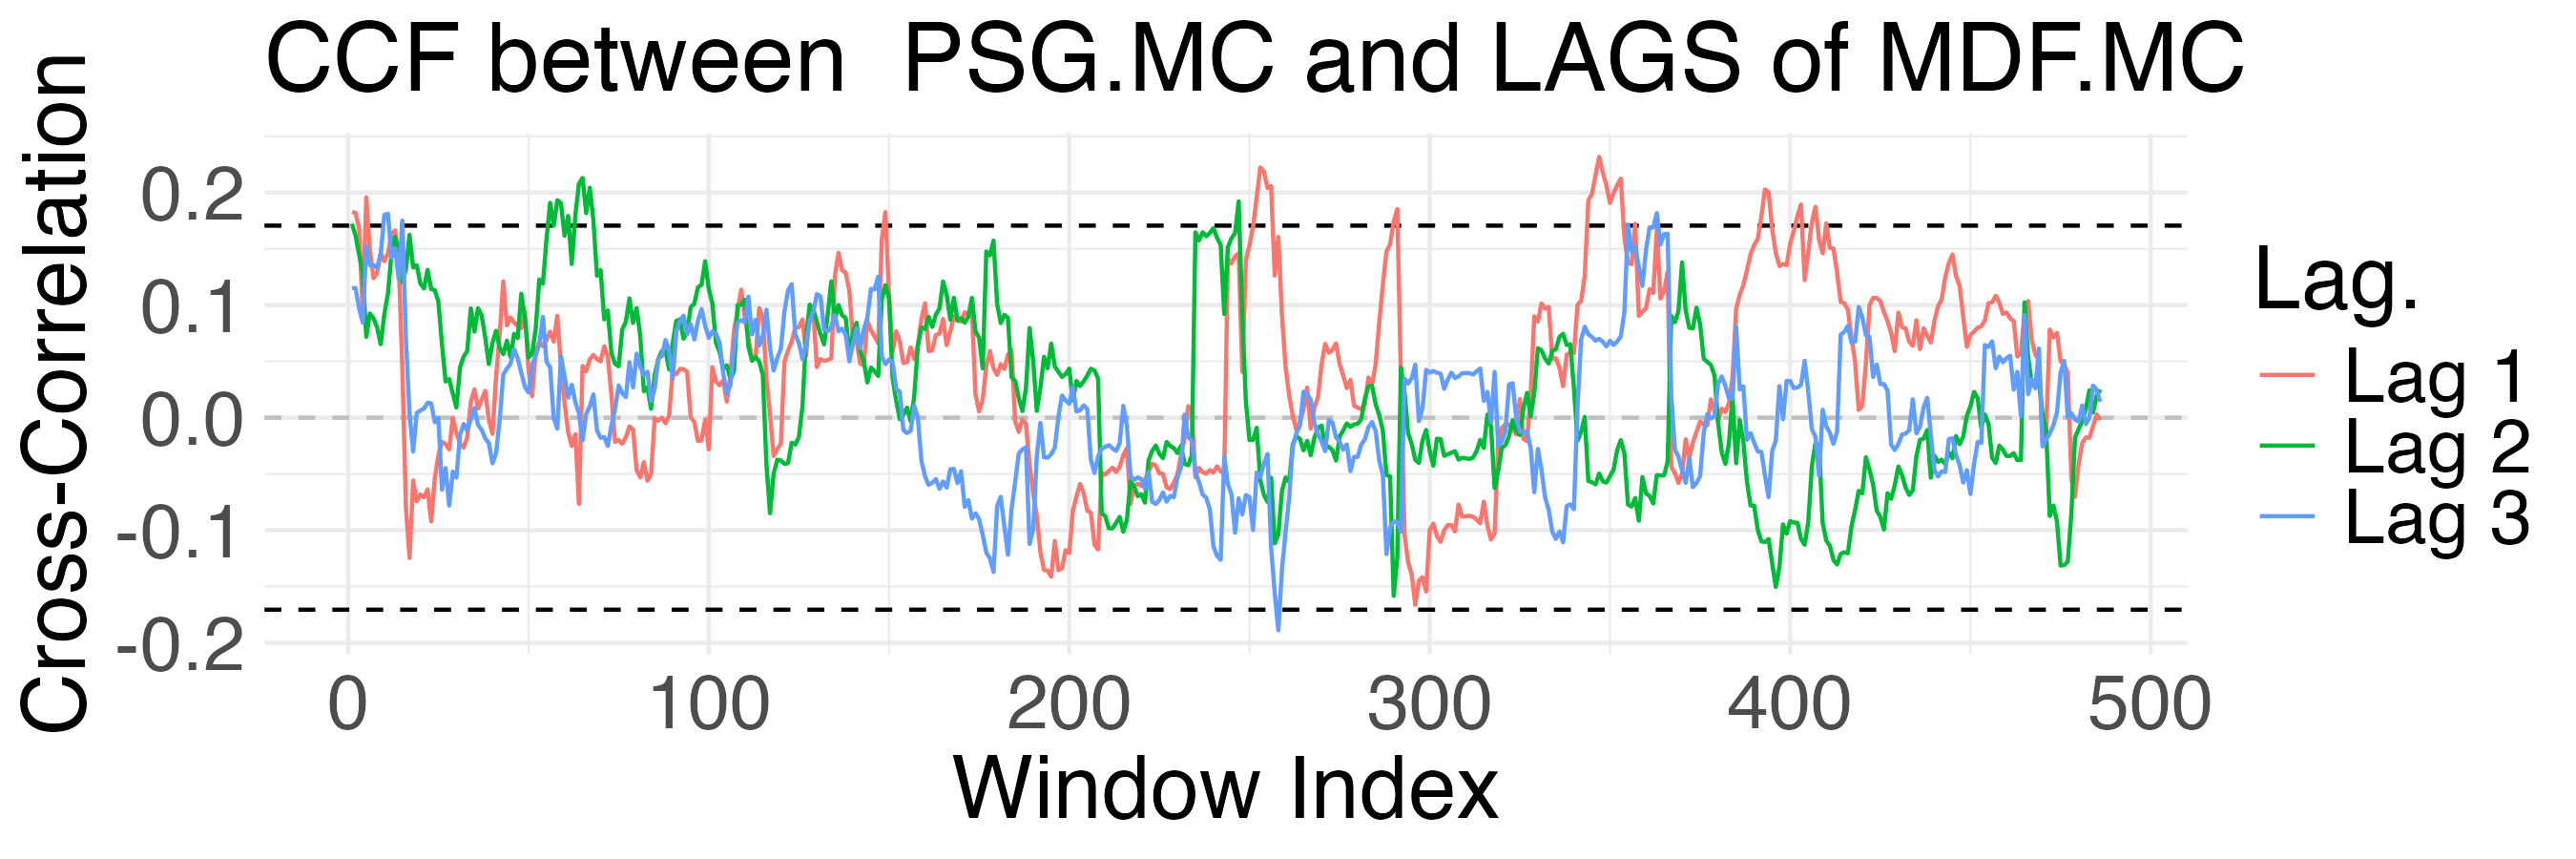 CCF between  PSG.MC and LAGS of MDF.MC
Cross-Correlation
0.2
0.1
0.0
-0.1
-0.2
0 100 200 300 400 500
Window Index
Lag.
Lag 1
Lag 2
Lag 3